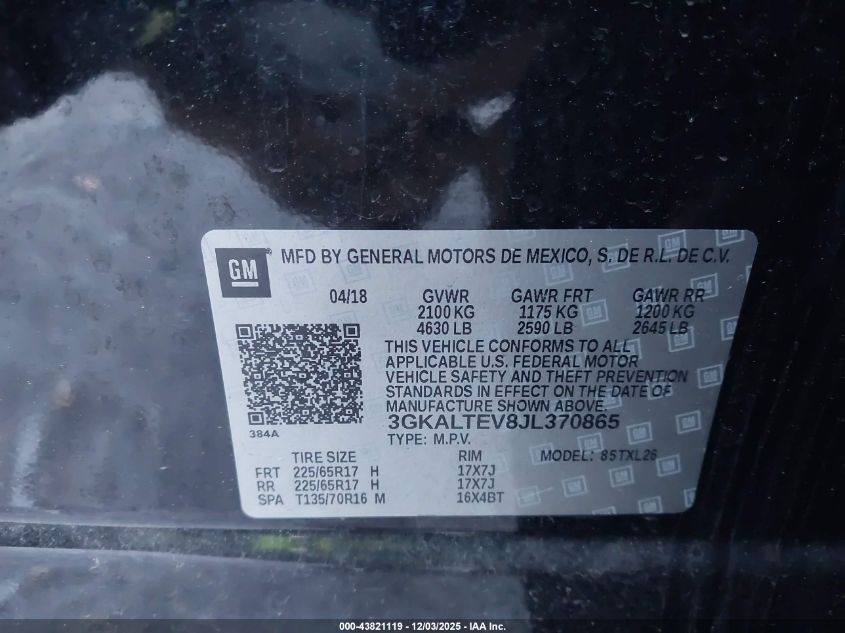 GM
MFD BY GENERAL MOTORS DE MEXICO, S. DE R.L. DE C.V.
04/18 GVWR GAWR FRT GAWR RR
2100 KG 1175 KG 1200 KG
4630 LB 2590 LB 2645 LB
THIS VEHICLE CONFORMS TO ALL
APPLICABLE U.S. FEDERAL MOTOR
VEHICLE SAFETY AND THEFT PREVENTION
STANDARDS IN EFFECT ON THE DATE OF
MANUFACTURE SHOWN ABOVE.
384A
3GKALTEV8JL370865
TYPE: M.P.V.
TIRE SIZE RIM MODEL: 85TXL26
FRT 225/65R17 H 17X7J
RR 225/65R17 H 17X7J
SPA T135/70R16 M 16X4BT
000-43821119 - 12/03/2025 - IAA Inc.